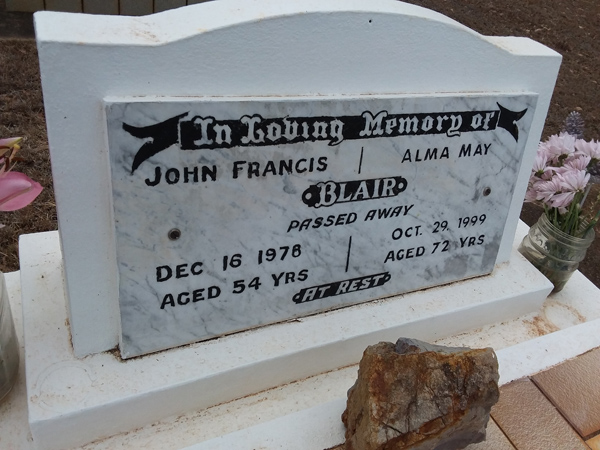 In Loving Memory of
JOHN FRANCIS | ALMA MAY
BLAIR
PASSED AWAY
DEC 16 1978 | OCT. 29, 1999
AGED 54 YRS | AGED 72 YRS
AT REST